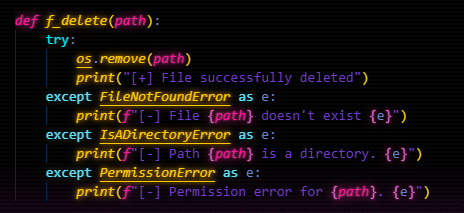 def f_delete(path):
    try:
        os.remove(path)
        print("[+] File successfully deleted")
    except FileNotFoundError as e:
        print(f"[-] File {path} doesn't exist {e}")
    except IsADirectoryError as e:
        print(f"[-] Path {path} is a directory. {e}")
    except PermissionError as e:
        print(f"[-] Permission error for {path}. {e}")